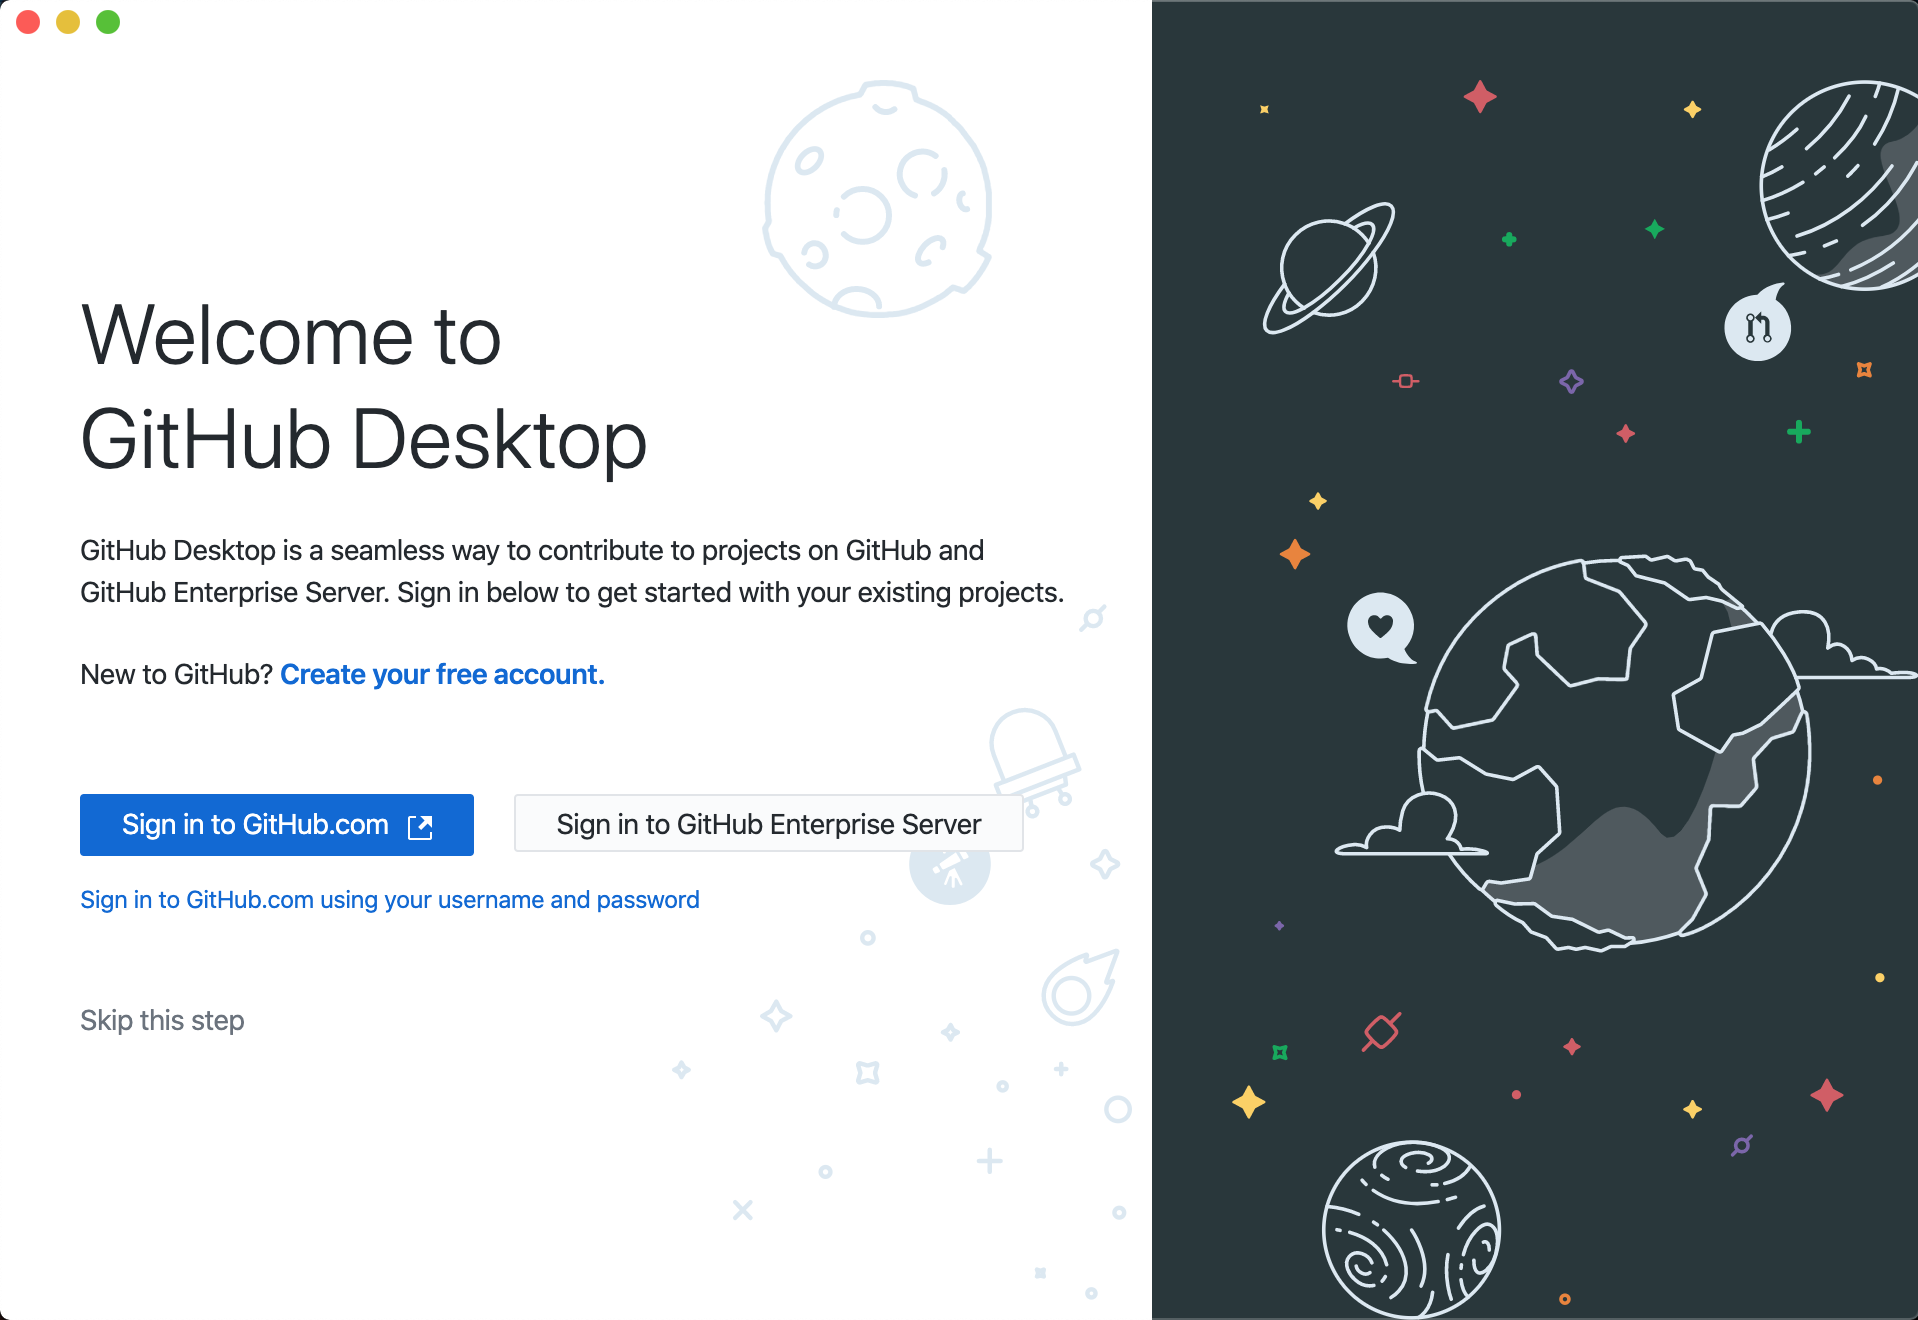 Welcome to
GitHub Desktop
GitHub Desktop is a seamless way to contribute to projects on GitHub and
GitHub Enterprise Server. Sign in below to get started with your existing projects.
New to GitHub? Create your free account.
Sign in to GitHub.com
Sign in to GitHub Enterprise Server
Sign in to GitHub.com using your username and password
Skip this step